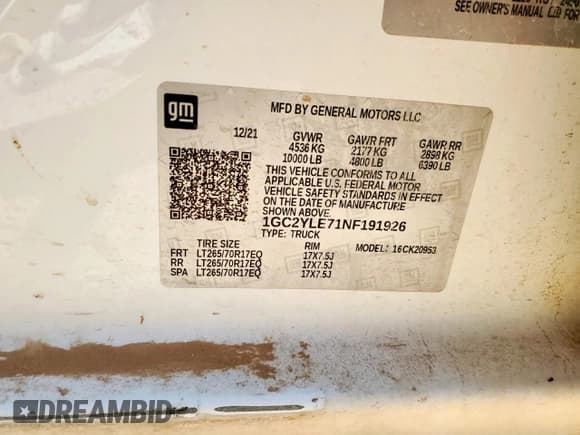 SEE OWNER'S MANUAL
FOR
gm
MFD BY GENERAL MOTORS LLC
12/21 GVWR GAWR FRT GAWR RR
4536 KG 2177 KG 2898 KG
10000 LB 4800 LB 6390 LB
THIS VEHICLE CONFORMS TO ALL
APPLICABLE U.S. FEDERAL MOTOR
VEHICLE SAFETY STANDARDS IN EFFECT
ON THE DATE OF MANUFACTURE
SHOWN ABOVE.
1GC2YLE71NF191926
TYPE: TRUCK MODEL: 16CK20953
TIRE SIZE RIM
FRT LT265/70R17EQ 17X7.5J
RR LT265/70R17EQ 17X7.5J
SPA LT265/70R17EQ 17X7.5J
DREAMBID